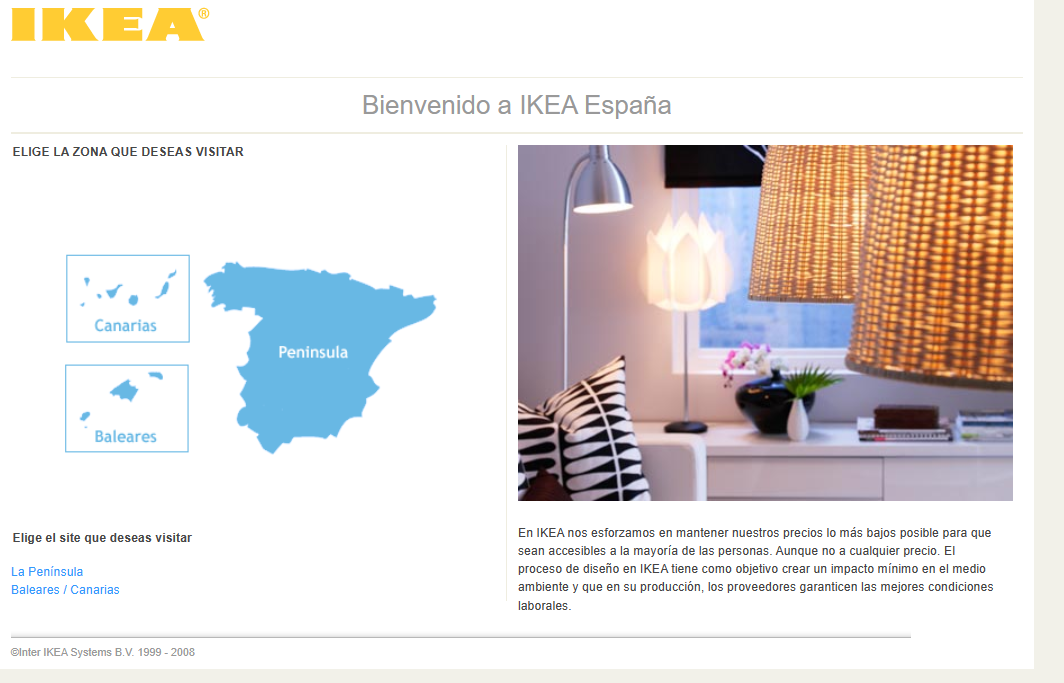 IKEA®
Bienvenido a IKEA España
ELIGE LA ZONA QUE DESEAS VISITAR
Canarias
Península
Baleares
Elige el site que deseas visitar
La Península
Baleares / Canarias
En IKEA nos esforzamos en mantener nuestros precios lo más bajos posible para que
sean accesibles a la mayoría de las personas. Aunque no a cualquier precio. El
proceso de diseño en IKEA tiene como objetivo crear un impacto mínimo en el medio
ambiente y que en su producción, los proveedores garanticen las mejores condiciones
laborales.
©Inter IKEA Systems B.V. 1999 - 2008